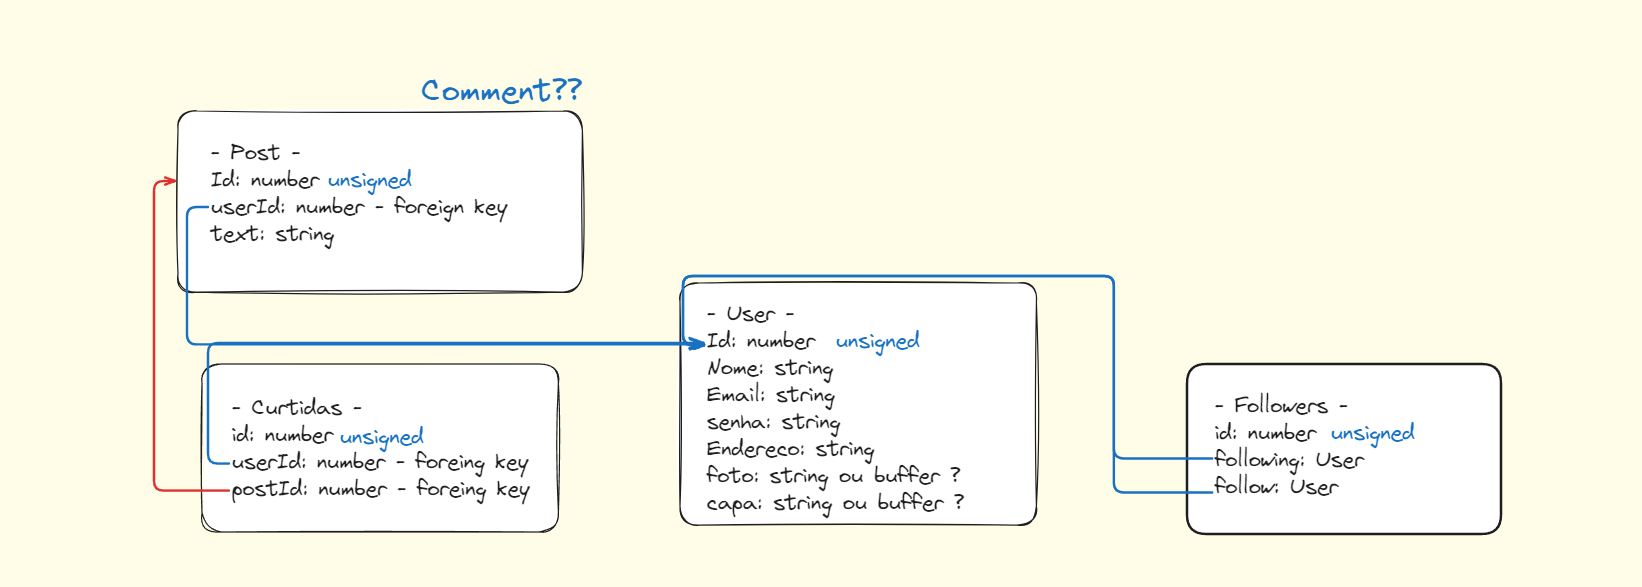 Comment??
- Post -
Id: number unsigned
userId: number - foreign key
text: string
- Curtidas -
id: number unsigned
userId: number - foreing key
postId: number - foreing key
- User -
Id: number unsigned
Nome: string
Email: string
senha: string
Endereco: string
foto: string ou buffer ?
capa: string ou buffer ?
- Followers -
id: number unsigned
following: User
follow: User